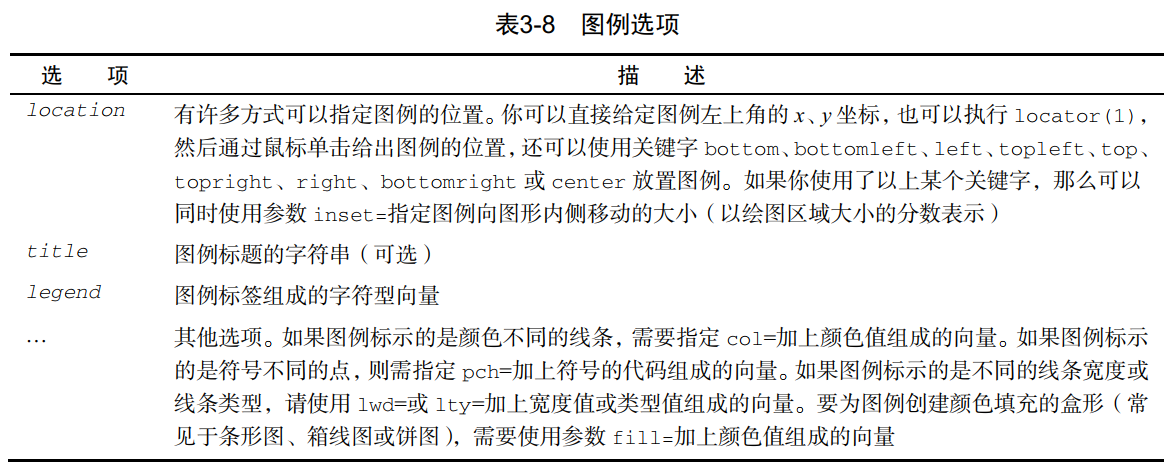 表3-8 图例选项
选 项 描 述
location 有许多方式可以指定图例的位置。你可以直接给定图例左上角的 x、y 坐标，也可以执行 locator(1)，
然后通过鼠标单击给出图例的位置，还可以使用关键字 bottom、bottomleft、left、topleft、top、
topright、right、bottomright 或 center 放置图例。如果你使用了以上某个关键字，那么可以
同时使用参数 inset=指定图例向图形内侧移动的大小（以绘图区域大小的分数表示）
title 图例标题的字符串（可选）
legend 图例标签组成的字符型向量
… 其他选项。如果图例标示的是颜色不同的线条，需要指定 col=加上颜色值组成的向量。如果图例标示
的是符号不同的点，则需指定 pch=加上符号的代码组成的向量。如果图例标示的是不同的线条宽度或
线条类型，请使用 lwd=或 lty=加上宽度值或类型值组成的向量。要为图例创建颜色填充的盒形（常
见于条形图、箱线图或饼图），需要使用参数 fill=加上颜色值组成的向量